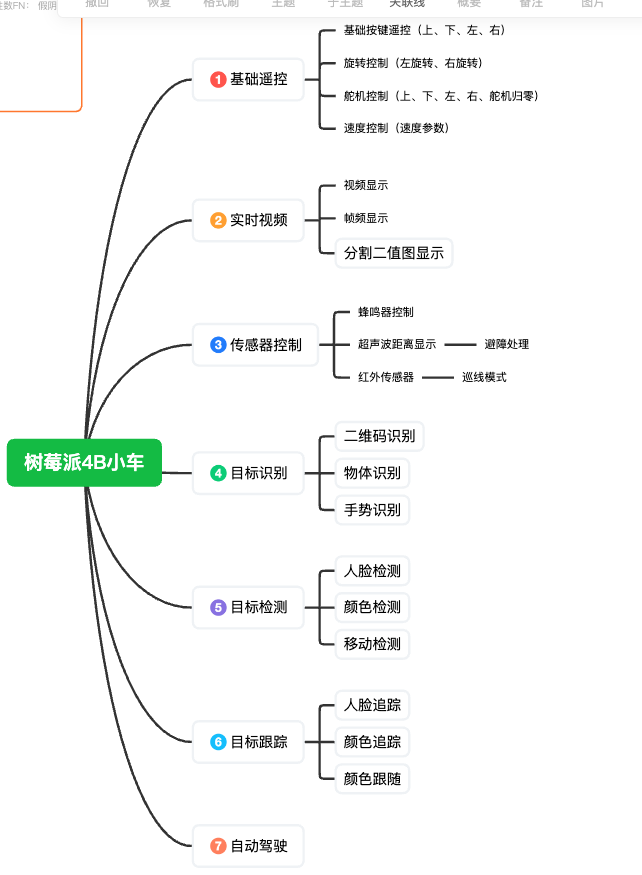 性数FN： 假阴
撤回 恢复 格式刷 主题 子主题 关联线 概要 备注 图片
树莓派4B小车
1 基础遥控
基础按键遥控（上、下、左、右）
旋转控制（左旋转、右旋转）
舵机控制（上、下、左、右、舵机归零）
速度控制（速度参数）
2 实时视频
视频显示
帧频显示
分割二值图显示
3 传感器控制
蜂鸣器控制
超声波距离显示 避障处理
红外传感器 巡线模式
4 目标识别
二维码识别
物体识别
手势识别
5 目标检测
人脸检测
颜色检测
移动检测
6 目标跟踪
人脸追踪
颜色追踪
颜色跟随
7 自动驾驶